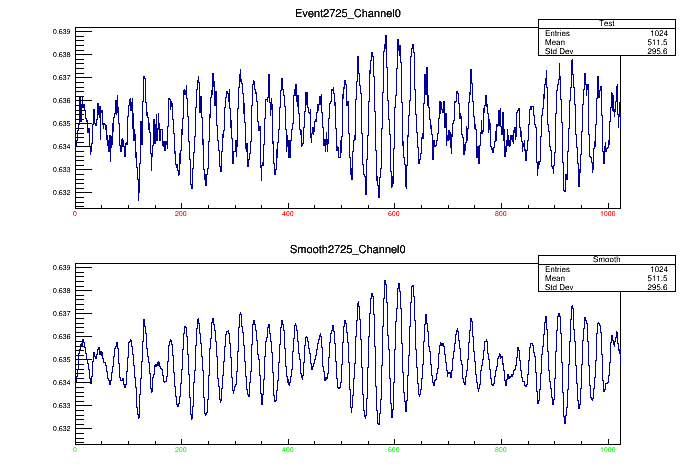 Event2725_Channel0
Test
Entries 1024
Mean 511.5
Std Dev 295.6
0.639
0.638
0.637
0.636
0.635
0.634
0.633
0.632
0 200 400 600 800 1000
Smooth2725_Channel0
Smooth
Entries 1024
Mean 511.5
Std Dev 295.6
0.639
0.638
0.637
0.636
0.635
0.634
0.633
0.632
0 200 400 600 800 1000